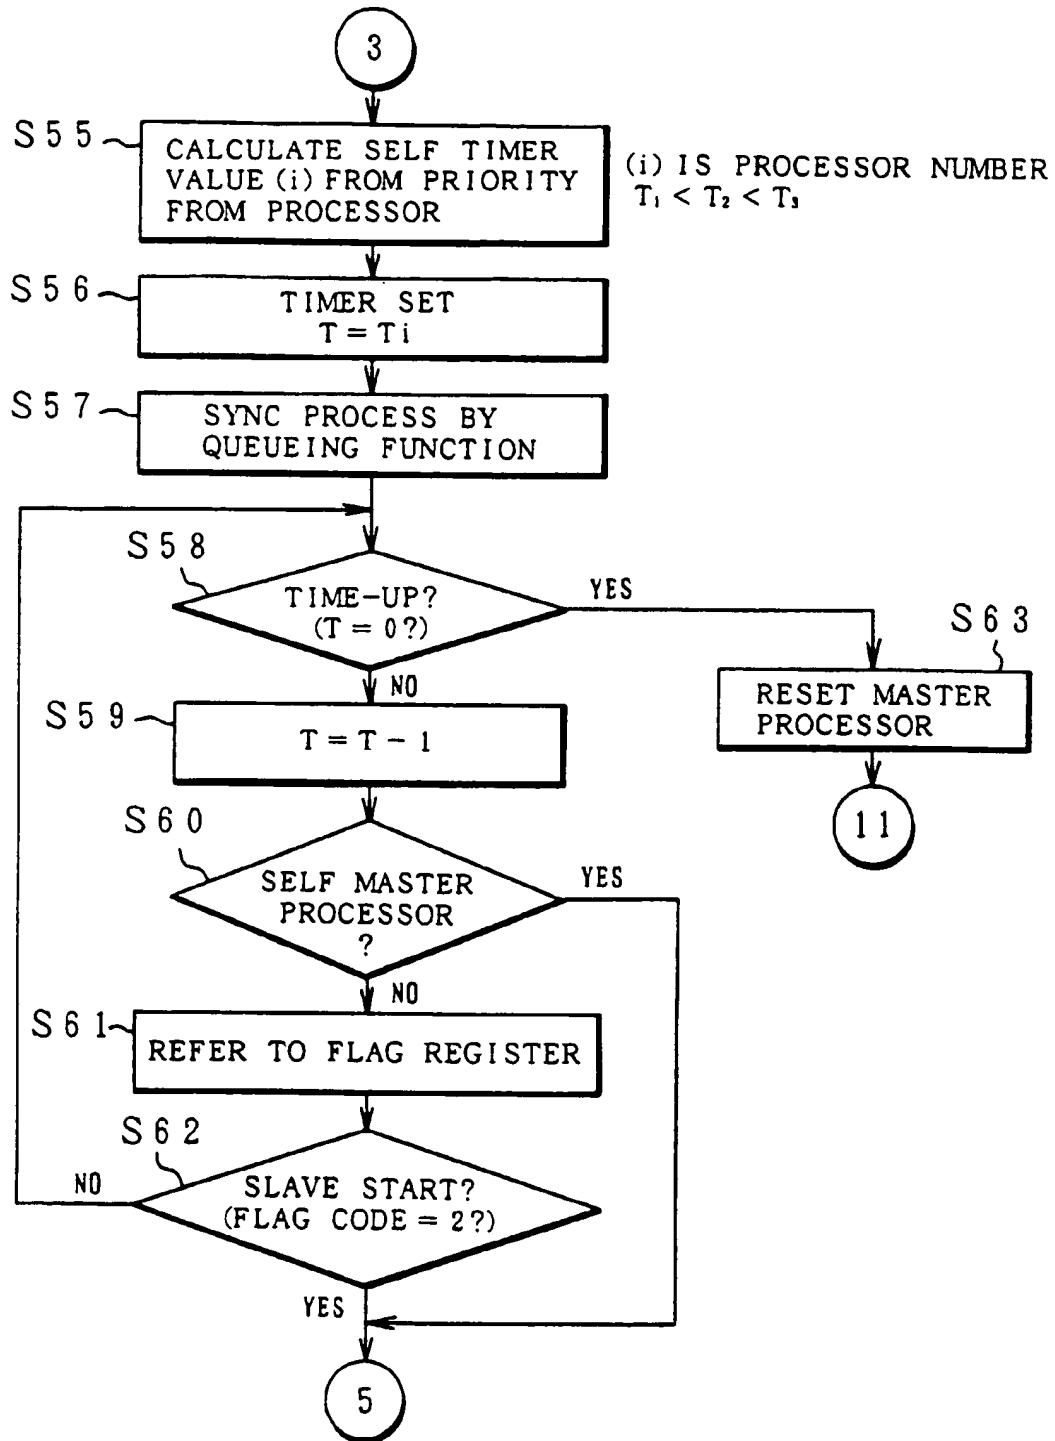 3
S55
CALCULATE SELF TIMER
VALUE (i) FROM PRIORITY
FROM PROCESSOR
(i) IS PROCESSOR NUMBER
T₁ < T₂ < T₃
S56
TIMER SET
T = Ti
S57
SYNC PROCESS BY
QUEUEING FUNCTION
S58
TIME-UP?
(T = 0?)
YES
NO
S63
RESET MASTER
PROCESSOR
11
S59
T = T - 1
S60
SELF MASTER
PROCESSOR
?
YES
NO
S61
REFER TO FLAG REGISTER
S62
SLAVE START?
(FLAG CODE = 2?)
NO
YES
5